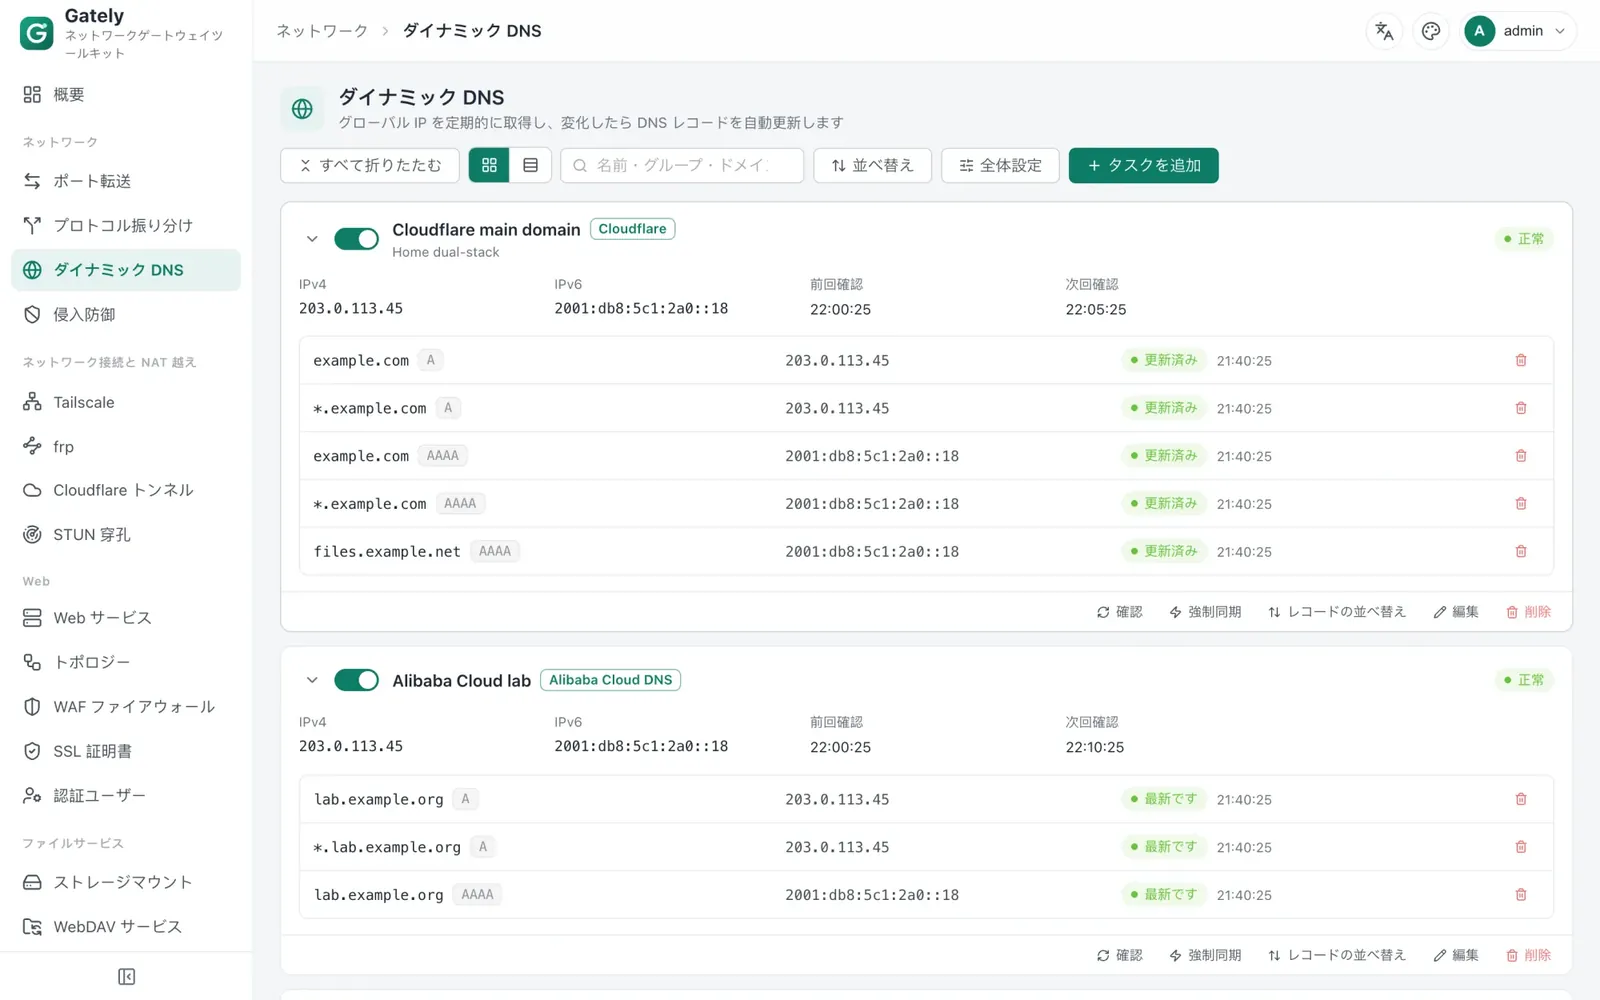 Gately
ネットワークゲートウェイツ
ールキット
概要
ネットワーク
ポート転送
プロトコル振り分け
ダイナミック DNS
侵入防御
ネットワーク接続と NAT 越え
Tailscale
frp
Cloudflare トンネル
STUN 穿孔
Web
Web サービス
トポロジー
WAF ファイアウォール
SSL 証明書
認証ユーザー
ファイルサービス
ストレージマウント
WebDAV サービス
ネットワーク > ダイナミック DNS
A admin
ダイナミック DNS
グローバル IP を定期的に取得し、変化したら DNS レコードを自動更新します
すべて折りたたむ 名前・グループ・ドメイ 並べ替え 全体設定 + タスクを追加
Cloudflare main domain Cloudflare 正常
Home dual-stack
IPv4 IPv6 前回確認 次回確認
203.0.113.45 2001:db8:5c1:2a0::18 22:00:25 22:05:25
example.com A 203.0.113.45 更新済み 21:40:25
*.example.com A 203.0.113.45 更新済み 21:40:25
example.com AAAA 2001:db8:5c1:2a0::18 更新済み 21:40:25
*.example.com AAAA 2001:db8:5c1:2a0::18 更新済み 21:40:25
files.example.net AAAA 2001:db8:5c1:2a0::18 更新済み 21:40:25
確認 強制同期 レコードの並べ替え 編集 削除
Alibaba Cloud lab Alibaba Cloud DNS 正常
IPv4 IPv6 前回確認 次回確認
203.0.113.45 2001:db8:5c1:2a0::18 22:00:25 22:10:25
lab.example.org A 203.0.113.45 最新です 21:40:25
*.lab.example.org A 203.0.113.45 最新です 21:40:25
lab.example.org AAAA 2001:db8:5c1:2a0::18 最新です 21:40:25
確認 強制同期 レコードの並べ替え 編集 削除